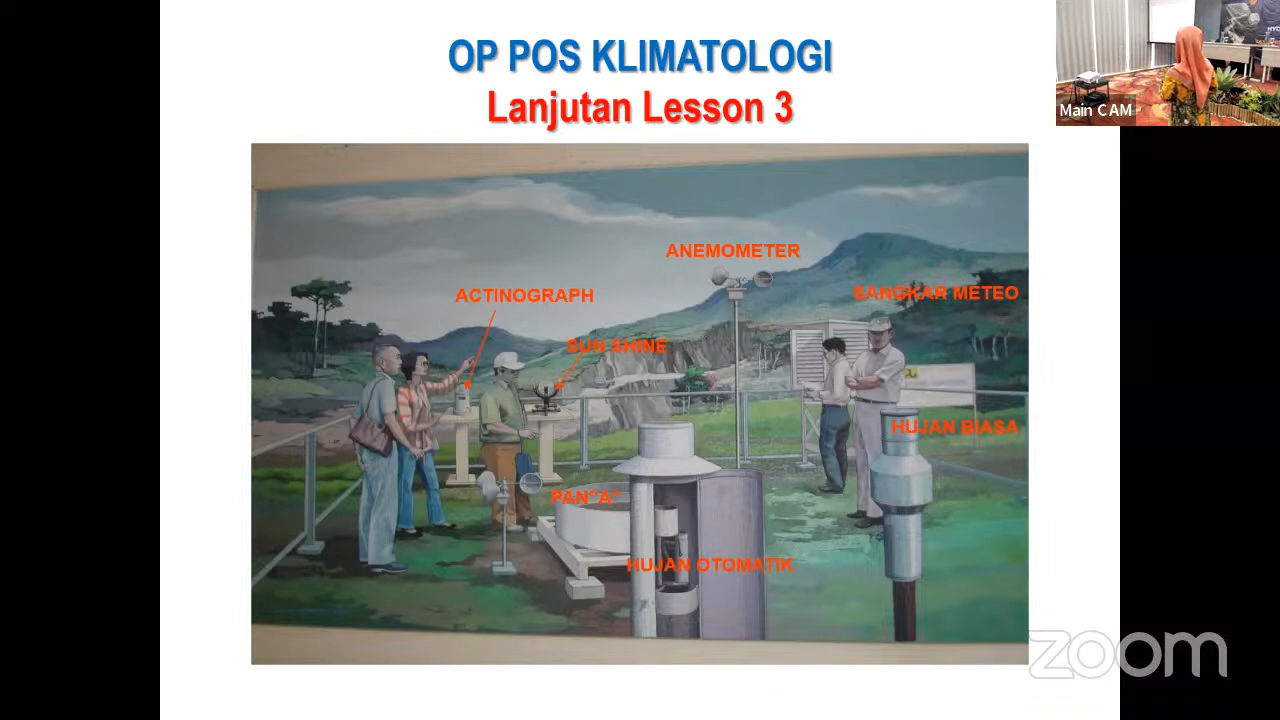 OP POS KLIMATOLOGI
Lanjutan Lesson 3
Main CAM
ANEMOMETER
ACTINOGRAPH
SANGKAR METEO
SUN SHINE
HUJAN BIASA
PAN"A"
HUJAN OTOMATIK
zoom